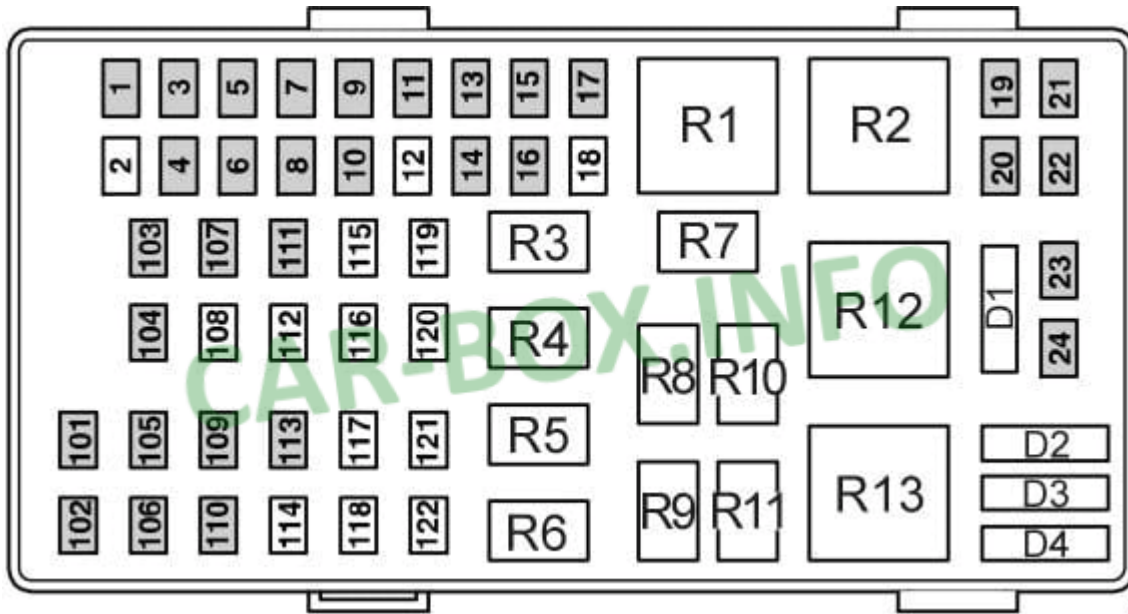 1 3 5 7 9 11 13 15 17 R1 R2 19 21
2 4 6 8 10 12 14 16 18 20 22
103 107 111 115 119 R3 R7 R12 D1 23
104 108 112 116 120 R4 R8 R10 24
CAR-BOX.INFO
101 105 109 113 117 121 R5 R13 D2
D3
102 106 110 114 118 122 R6 R9 R11 D4